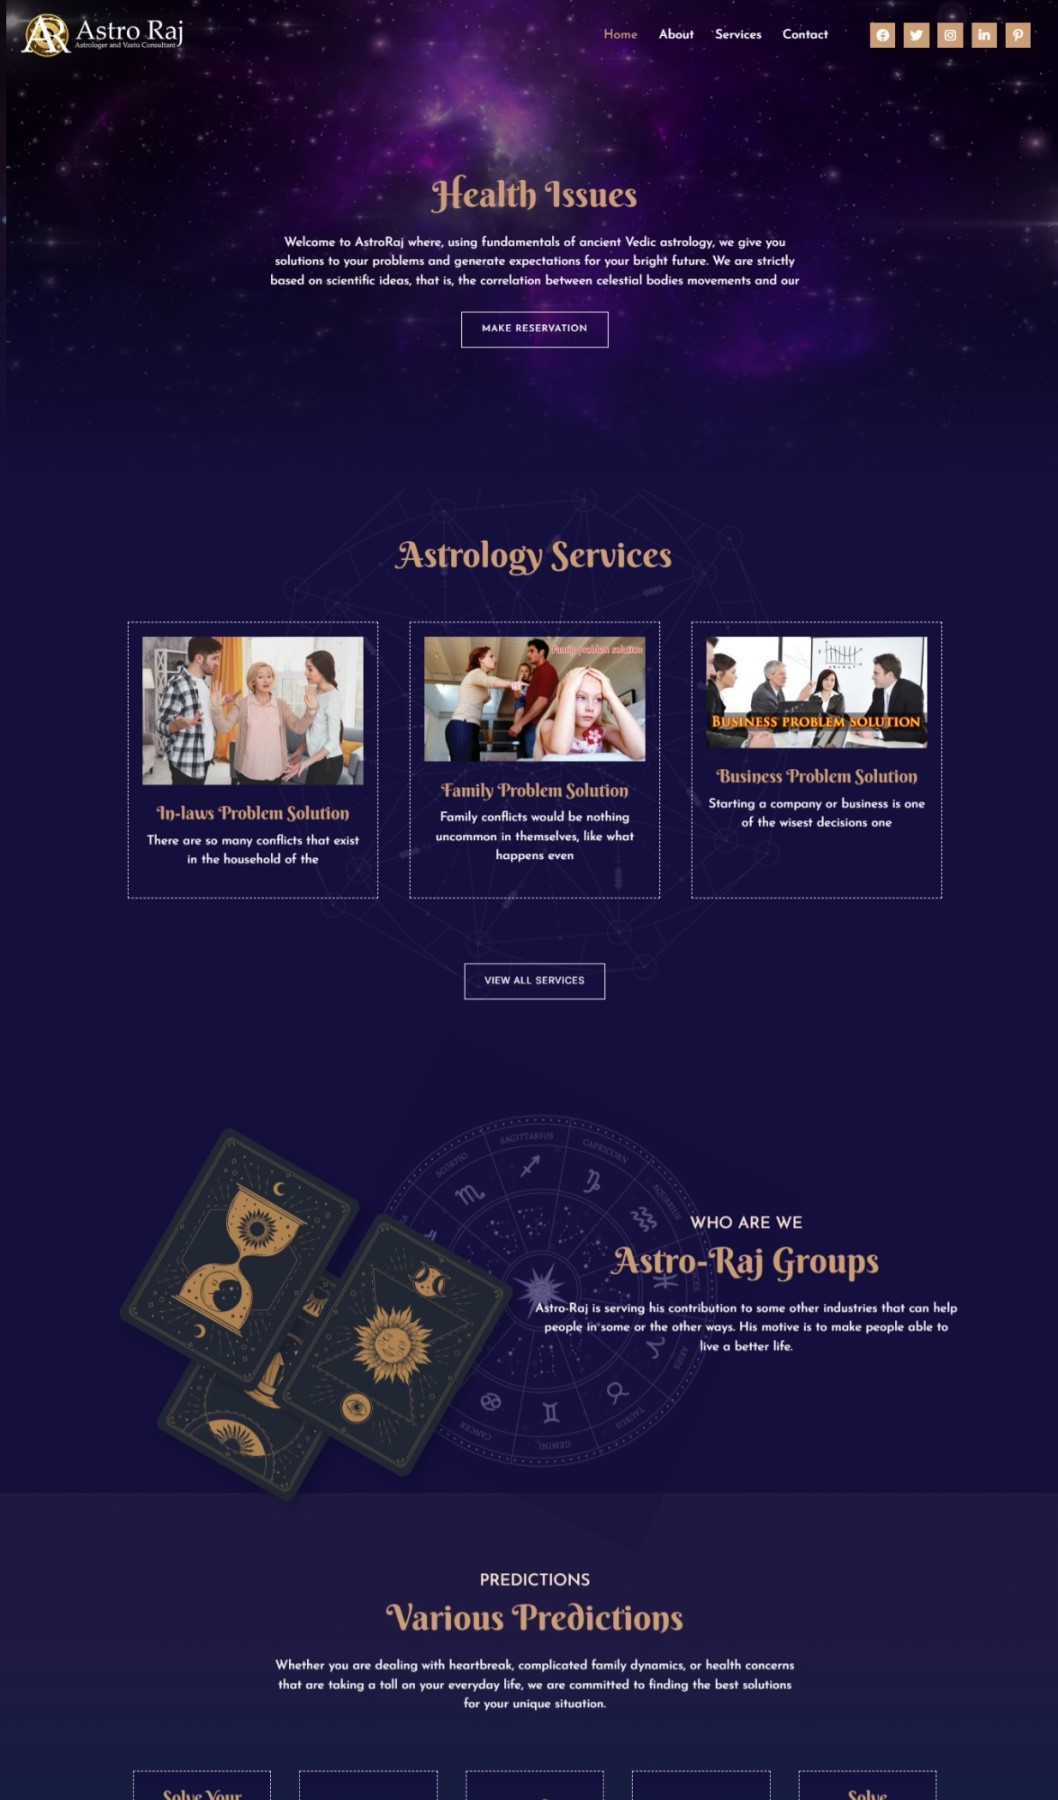 AR Astro Raj
Astrologer and Vastu Consultant
Home About Services Contact
Health Issues
Welcome to AstroRaj where, using fundamentals of ancient Vedic astrology, we give you
solutions to your problems and generate expectations for your bright future. We are strictly
based on scientific ideas, that is, the correlation between celestial bodies movements and our
MAKE RESERVATION
Astrology Services
In-laws Problem Solution
There are so many conflicts that exist
in the household of the
Family problem solution
Family Problem Solution
Family conflicts would be nothing
uncommon in themselves, like what
happens even
BUSINESS PROBLEM SOLUTION
Business Problem Solution
Starting a company or business is one
of the wisest decisions one
VIEW ALL SERVICES
SCORPIO
SAGITTARIUS
CAPRICORN
AQUARIUS
ARIES
TAURUS
GEMINI
CANCER
WHO ARE WE
Astro-Raj Groups
Astro-Raj is serving his contribution to some other industries that can help
people in some or the other ways. His motive is to make people able to
live a better life.
PREDICTIONS
Various Predictions
Whether you are dealing with heartbreak, complicated family dynamics, or health concerns
that are taking a toll on your everyday life, we are committed to finding the best solutions
for your unique situation.
Solve Your
Solve